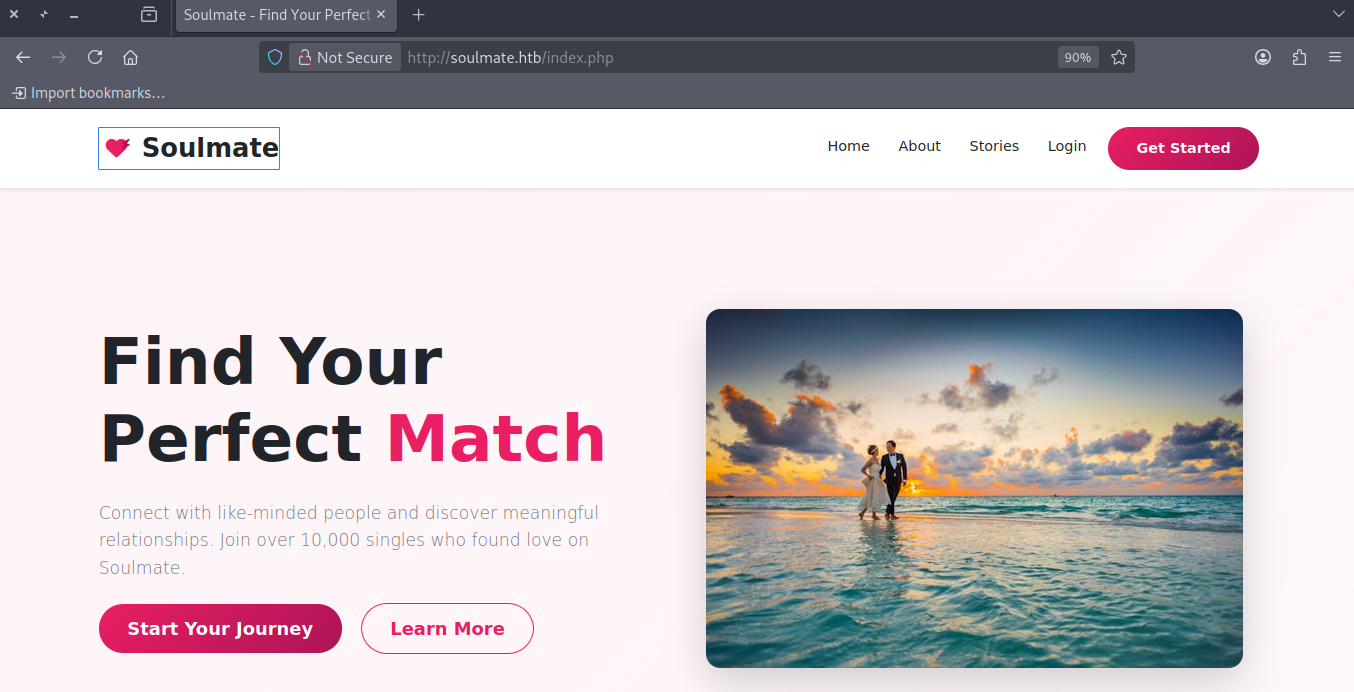 Soulmate - Find Your Perfect
Not Secure
http://soulmate.htb/index.php
90%
Import bookmarks…
Soulmate
Home
About
Stories
Login
Get Started
Find Your
Perfect Match
Connect with like-minded people and discover meaningful
relationships. Join over 10,000 singles who found love on
Soulmate.
Start Your Journey
Learn More